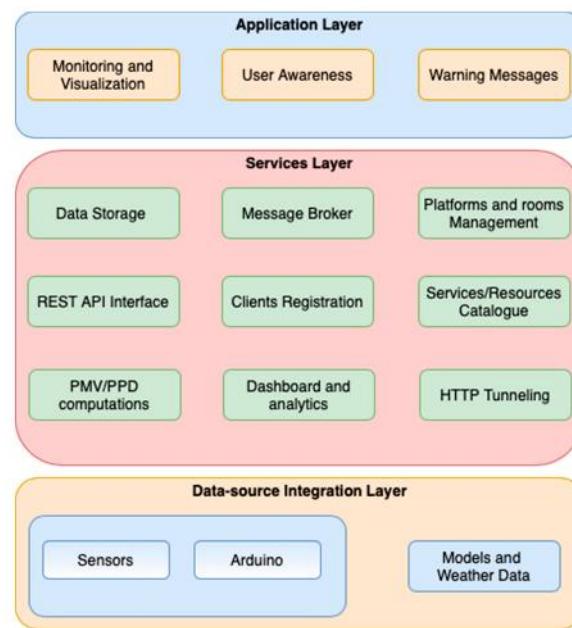 Application Layer
Monitoring and
Visualization
User Awareness
Warning Messages
Services Layer
Data Storage
Message Broker
Platforms and rooms
Management
REST API Interface
Clients Registration
Services/Resources
Catalogue
PMV/PPD
computations
Dashboard and
analytics
HTTP Tunneling
Data-source Integration Layer
Sensors
Arduino
Models and
Weather Data